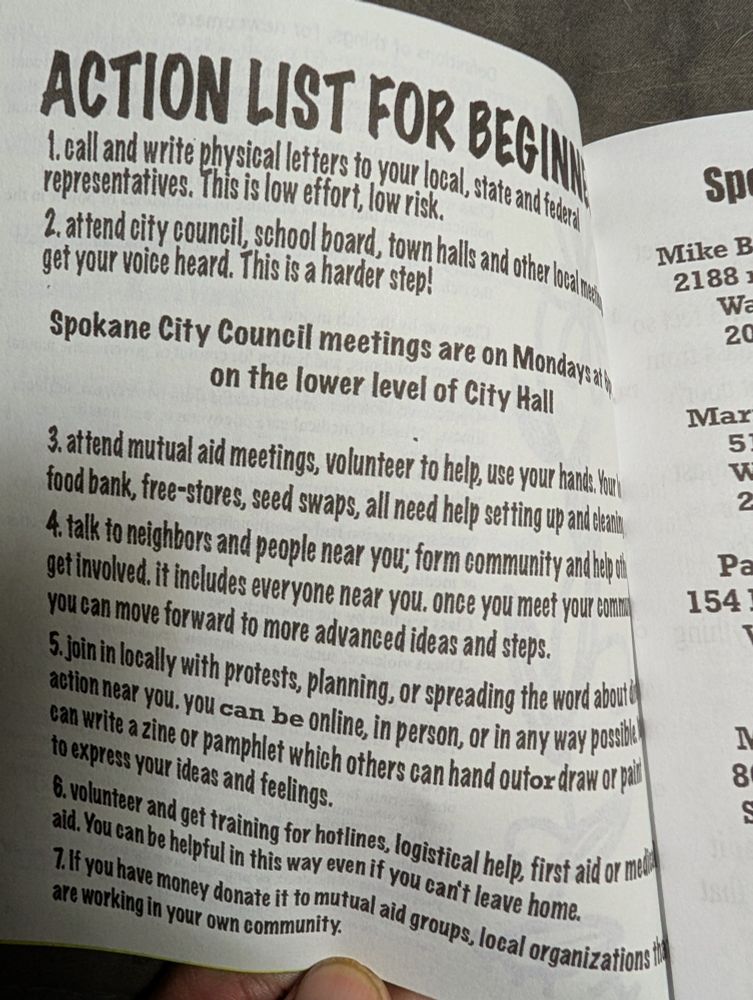 ACTION LIST FOR
1. call and write physical letters to your local, state and federal
representatives. This is low effort, low risk.
2. attend city council, school board, town halls and other local
get your voice heard. This is a harder step!
Spokane City Council meetings are on Mondays at
on the lower level of City Hall
3. attend mutual aid meetings, volunteer to help, use your hands. Your
food bank, free-stores, seed swaps, all need help setting up and
4. talk to neighbors and people near you; form community and help
get involved. it includes everyone near you. once you meet your
you can move forward to more advanced ideas and steps.
5. join in locally with protests, planning, or spreading the word about
action near you. you can be online, in person, or in any way possible.
can write a zine or pamphlet which others can hand outor draw or
to express your ideas and feelings.
6. volunteer and get training for hotlines, logistical help, first aid or
aid. You can be helpful in this way even if you can't leave home.
7. If you have money donate it to mutual aid groups, local organizations
are working in your own community.
Mike
2188
154